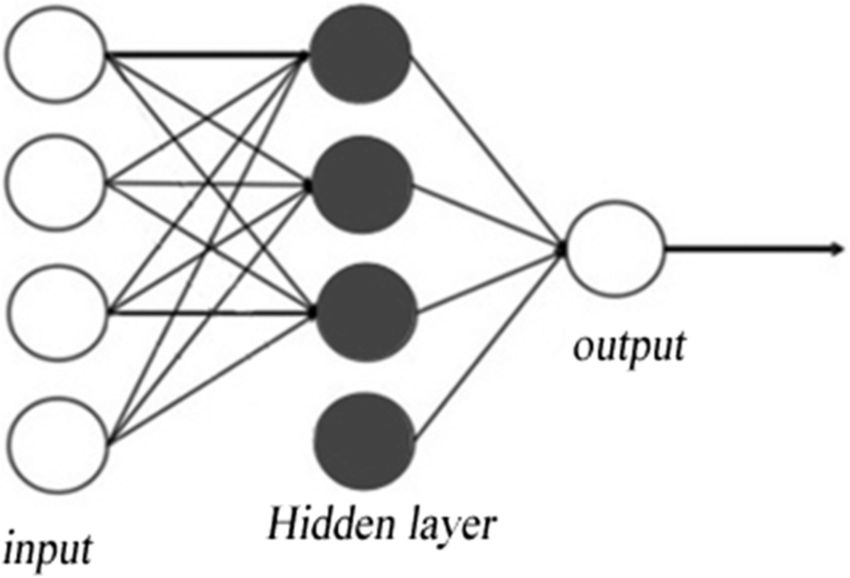 output
Hidden layer
input